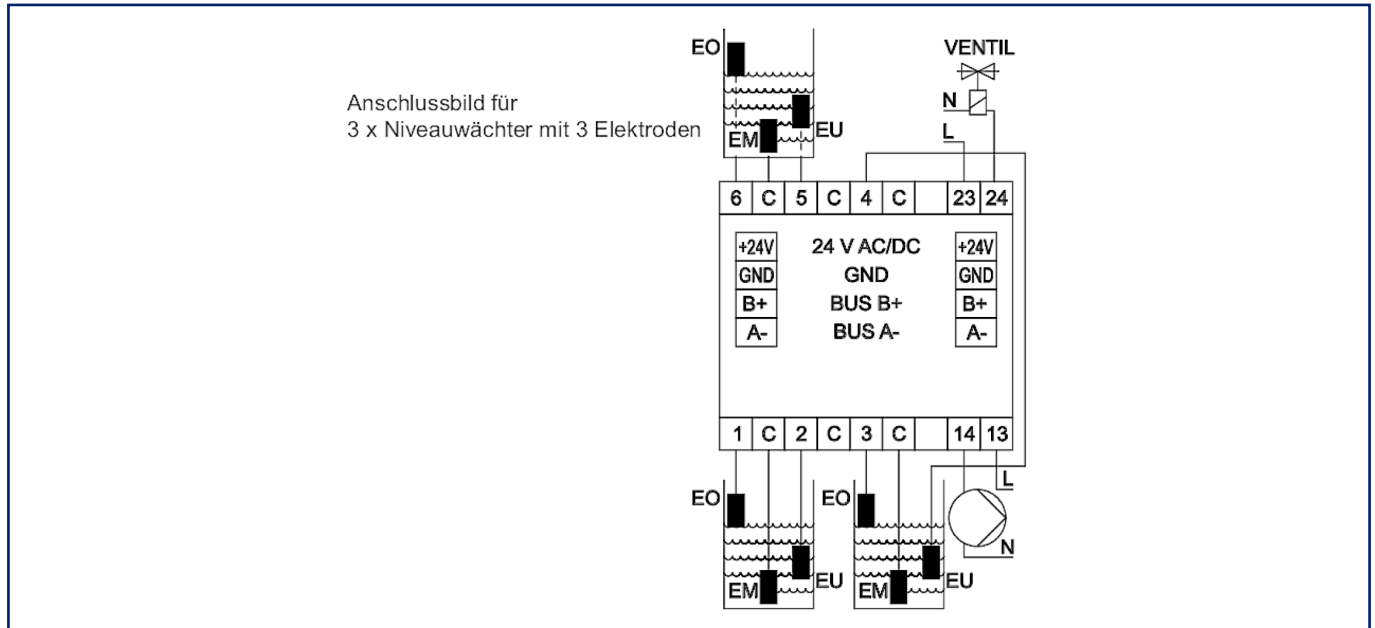 EO
VENTIL
Anschlussbild für
3 x Niveauwächter mit 3 Elektroden
N
EM
EU
L
6 C 5 C 4 C 23 24
+24V 24 V AC/DC +24V
GND GND GND
B+ BUS B+ B+
A- BUS A- A-
1 C 2 C 3 C 14 13
L
EO
EO
N
EM
EU
EM
EU